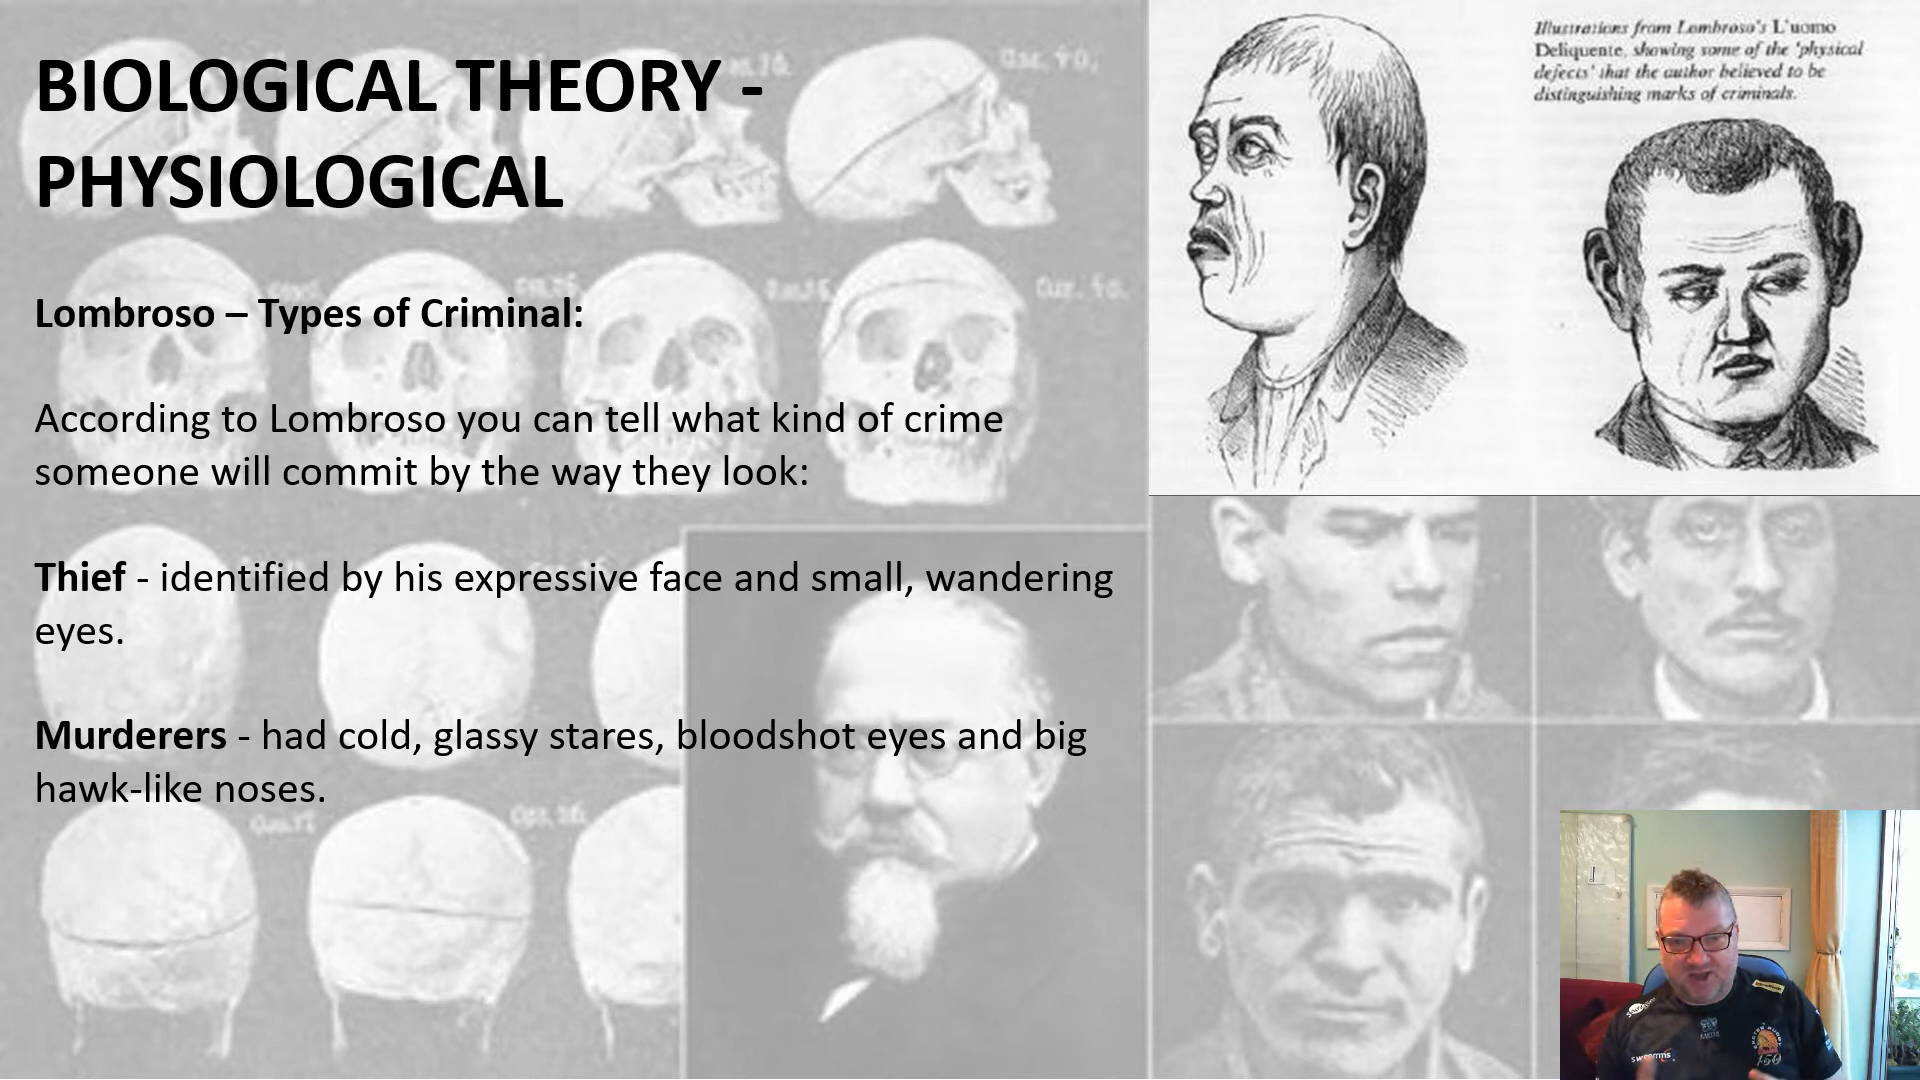 BIOLOGICAL THEORY -
PHYSIOLOGICAL
Lombroso – Types of Criminal:
According to Lombroso you can tell what kind of crime
someone will commit by the way they look:
Thief - identified by his expressive face and small, wandering
eyes.
Murderers - had cold, glassy stares, bloodshot eyes and big
hawk-like noses.
Illustrations from Lombroso's L'uomo
Deliquente, showing some of the 'physical
defects' that the author believed to be
distinguishing marks of criminals.